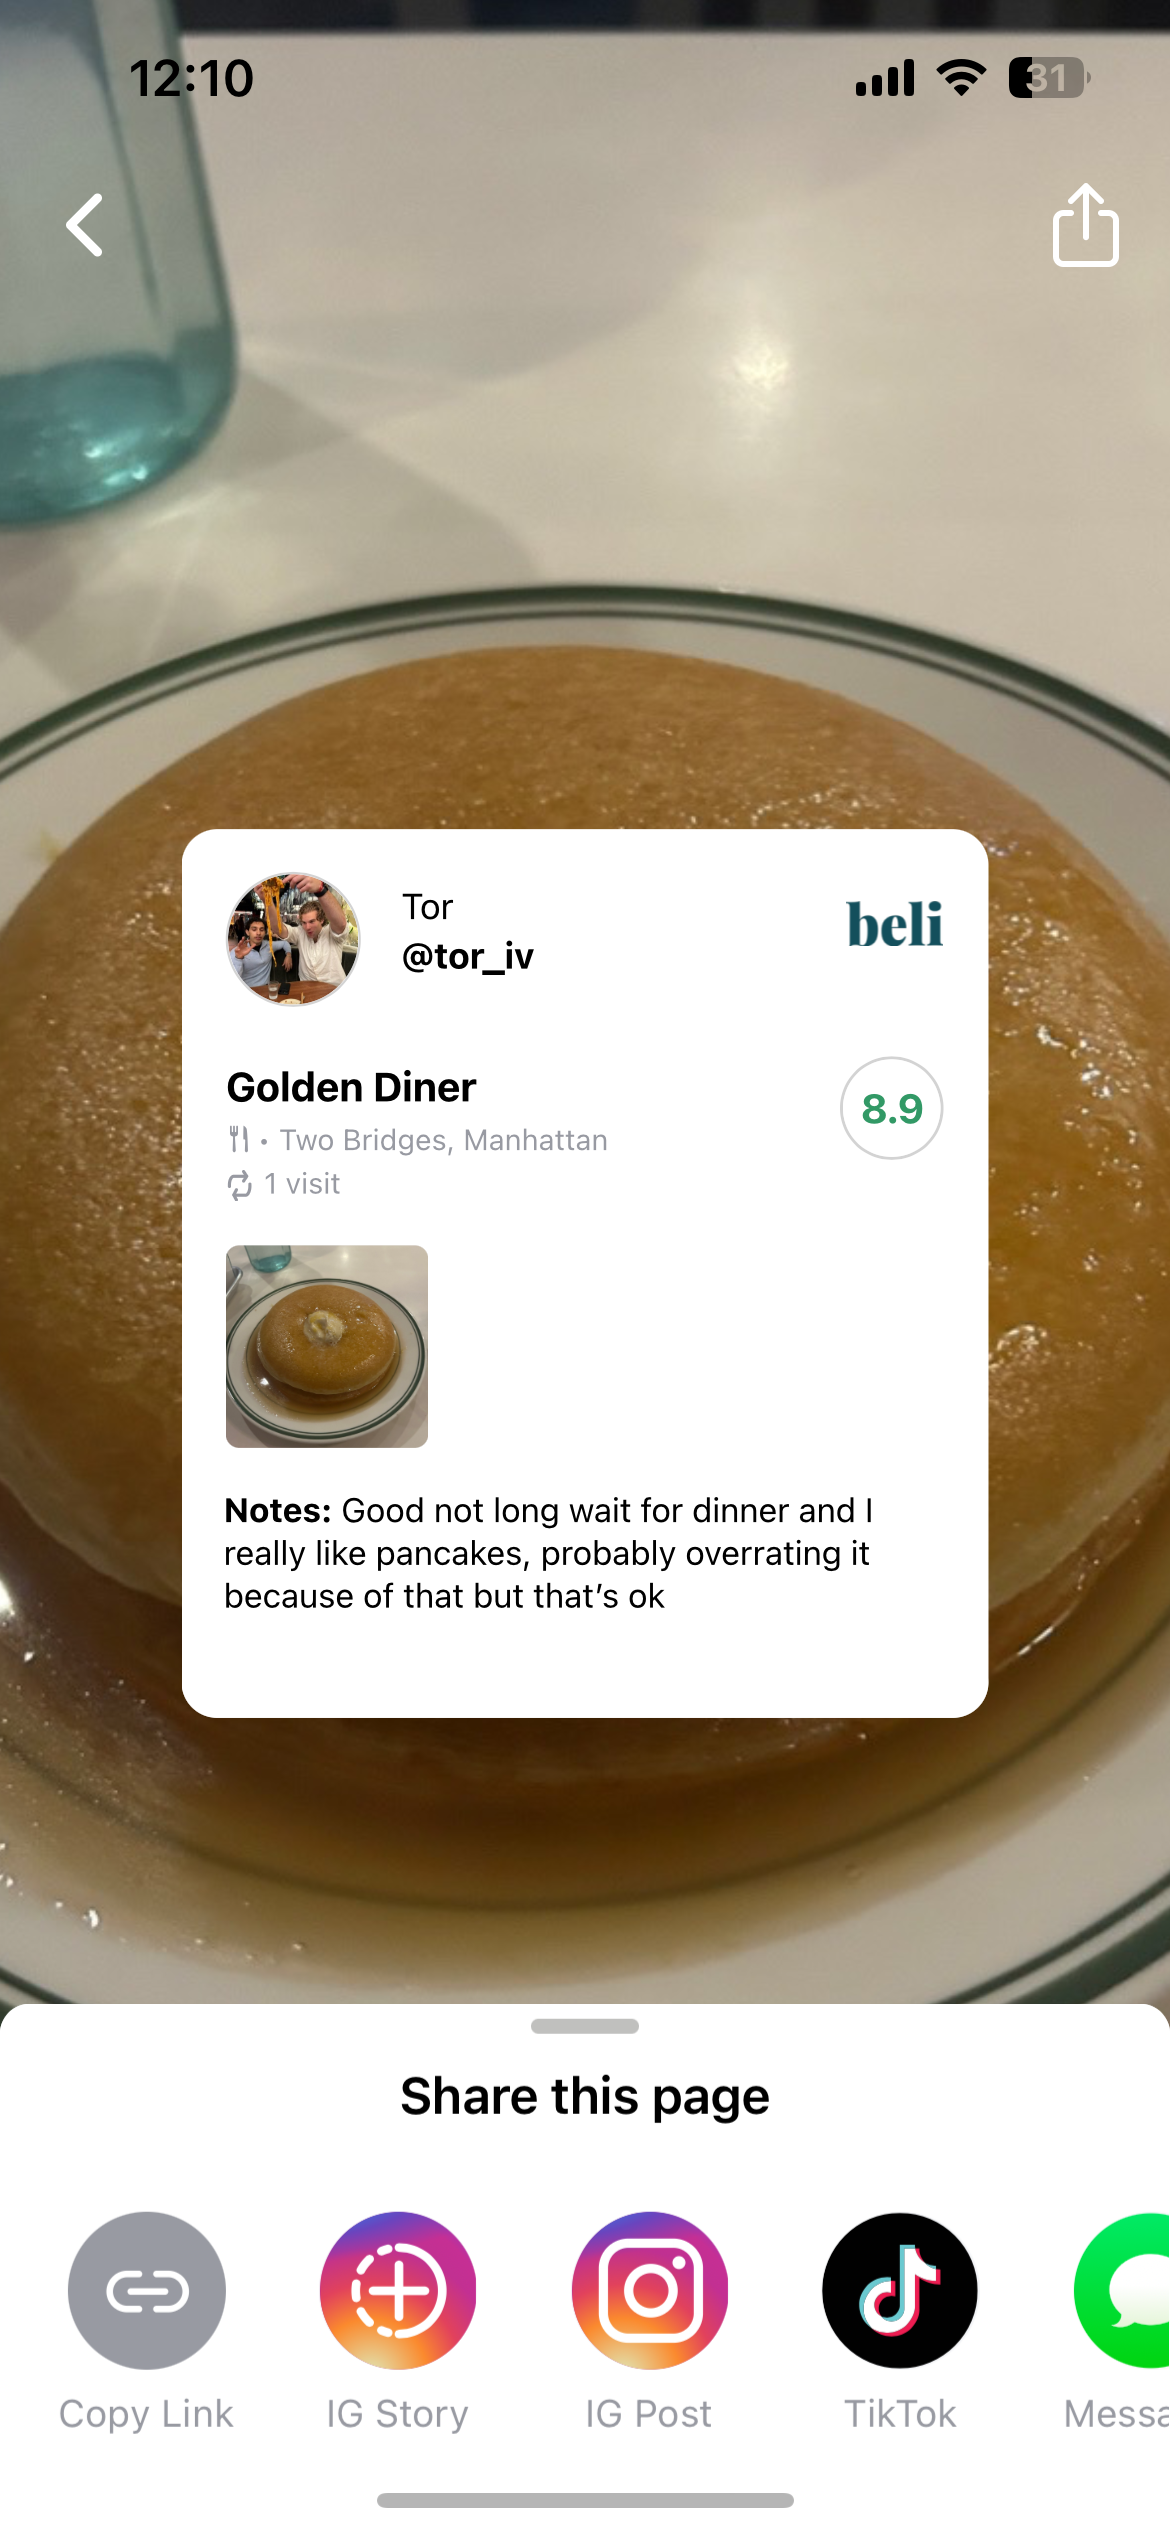 12:10
31
Tor
beli
@tor_iv
Golden Diner
8.9
• Two Bridges, Manhattan
1 visit
Notes: Good not long wait for dinner and I
really like pancakes, probably overrating it
because of that but that’s ok
Share this page
Copy Link
IG Story
IG Post
TikTok
Messa